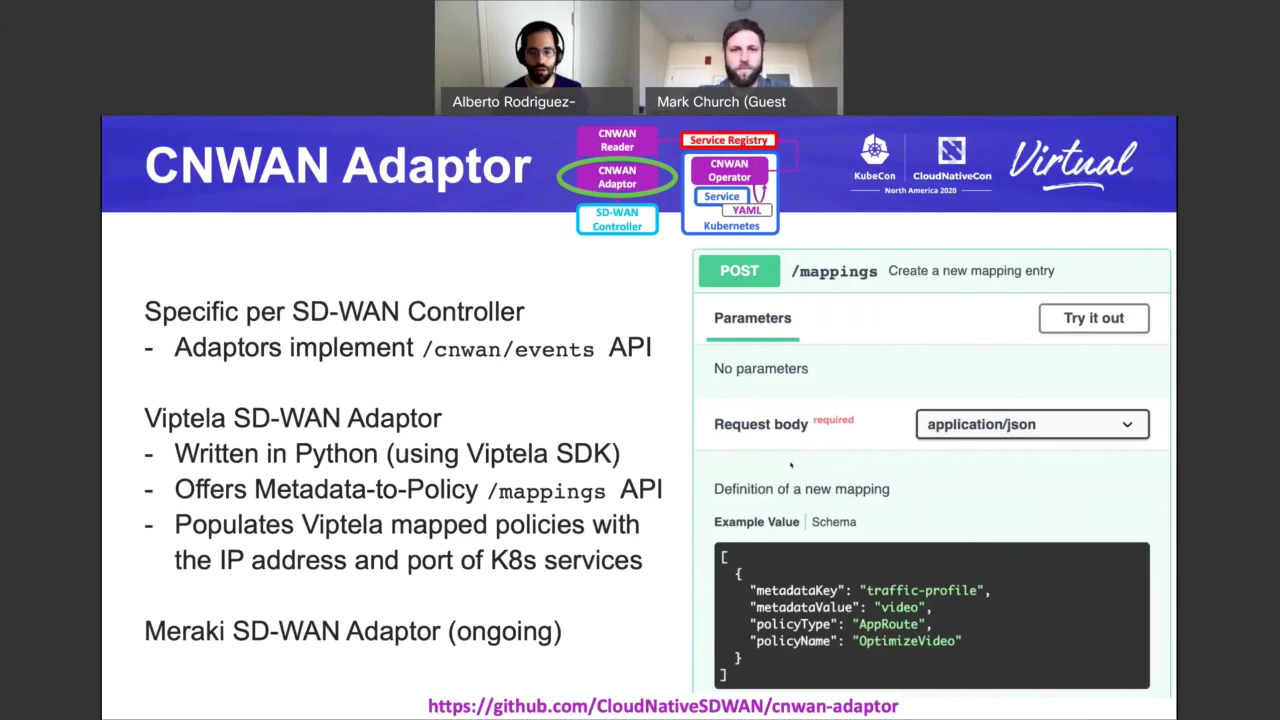 Alberto Rodriguez-
Mark Church (Guest
CNWAN Adaptor
CNWAN
Reader
CNWAN
Adaptor
SD-WAN
Controller
Service Registry
CNWAN
Operator
Service
YAML
Kubernetes
KubeCon
CloudNativeCon
North America 2020
Virtual
Specific per SD-WAN Controller
- Adaptors implement /cnwan/events API
Viptela SD-WAN Adaptor
- Written in Python (using Viptela SDK)
- Offers Metadata-to-Policy /mappings API
- Populates Viptela mapped policies with
the IP address and port of K8s services
Meraki SD-WAN Adaptor (ongoing)
POST /mappings Create a new mapping entry
Parameters
Try it out
No parameters
Request body required
application/json
Definition of a new mapping
Example Value | Schema
[
{
"metadataKey": "traffic-profile",
"metadataValue": "video",
"policyType": "AppRoute",
"policyName": "OptimizeVideo"
}
]
https://github.com/CloudNativeSDWAN/cnwan-adaptor